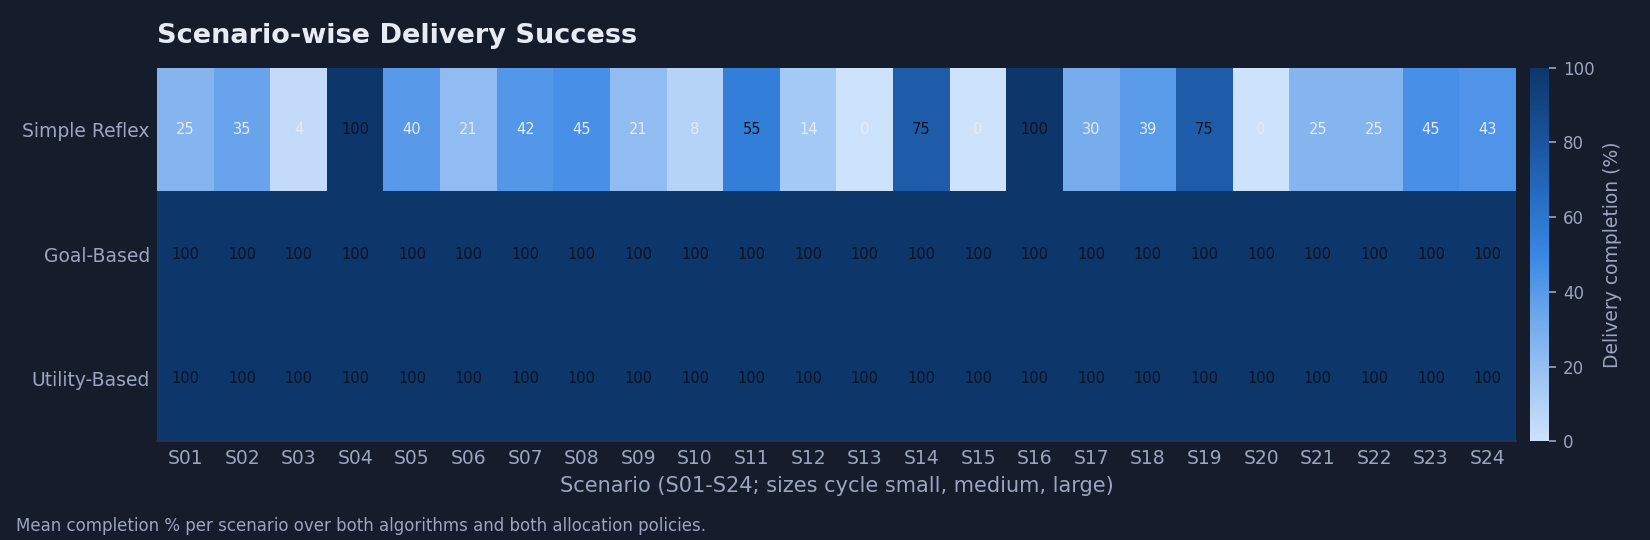 Scenario-wise Delivery Success
Simple Reflex 25 35 4 100 40 21 42 45 21 8 55 14 0 75 0 100 30 39 75 0 25 25 45 43
Goal-Based 100 100 100 100 100 100 100 100 100 100 100 100 100 100 100 100 100 100 100 100 100 100 100 100
Utility-Based 100 100 100 100 100 100 100 100 100 100 100 100 100 100 100 100 100 100 100 100 100 100 100 100
S01 S02 S03 S04 S05 S06 S07 S08 S09 S10 S11 S12 S13 S14 S15 S16 S17 S18 S19 S20 S21 S22 S23 S24
Scenario (S01-S24; sizes cycle small, medium, large)
100
80
60
40
20
0
Delivery completion (%)
Mean completion % per scenario over both algorithms and both allocation policies.